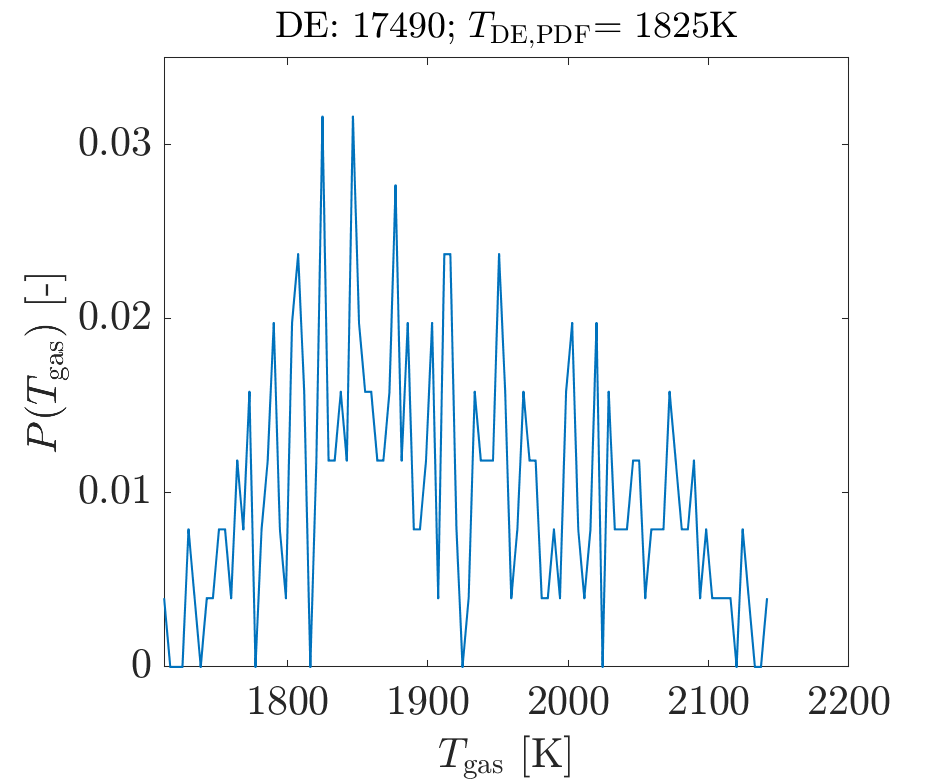 DE: 17490; T_DE,PDF= 1825K
0.03
0.02
0.01
0
P(T_gas) [-]
1800 1900 2000 2100 2200
T_gas [K]